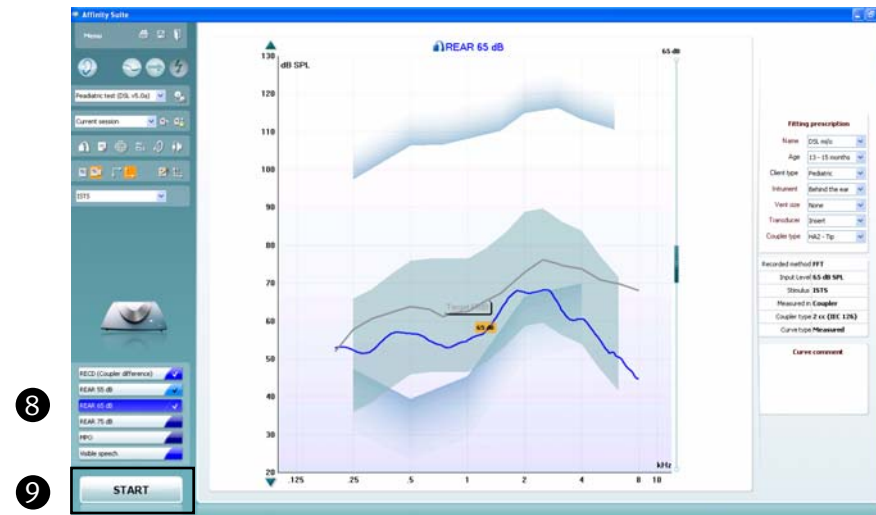 Affinity Suite
Menu
Peadiatric test (DSL v5.0a)
Current session
ISTS
RECD (Coupler difference)
REAR 55 dB
REAR 65 dB
REAR 75 dB
MPO
Visible speech
START
8
9
REAR 65 dB
65 dB
dB SPL
130
120
110
100
90
80
70
60
50
40
30
20
Target
65 dB
kHz
.125
.25
.5
1
2
4
8
10
Fitting prescription
Name DSL m[i/o]
Age 13 - 15 months
Client type Pediatric
Intrument Behind the ear
Vent size None
Transducer Insert
Coupler type HA2 - Tip
Recorded method FFT
Input Level 65 dB SPL
Stimulus ISTS
Measured in Coupler
Coupler type 2 cc (IEC 126)
Curve type Measured
Curve comment